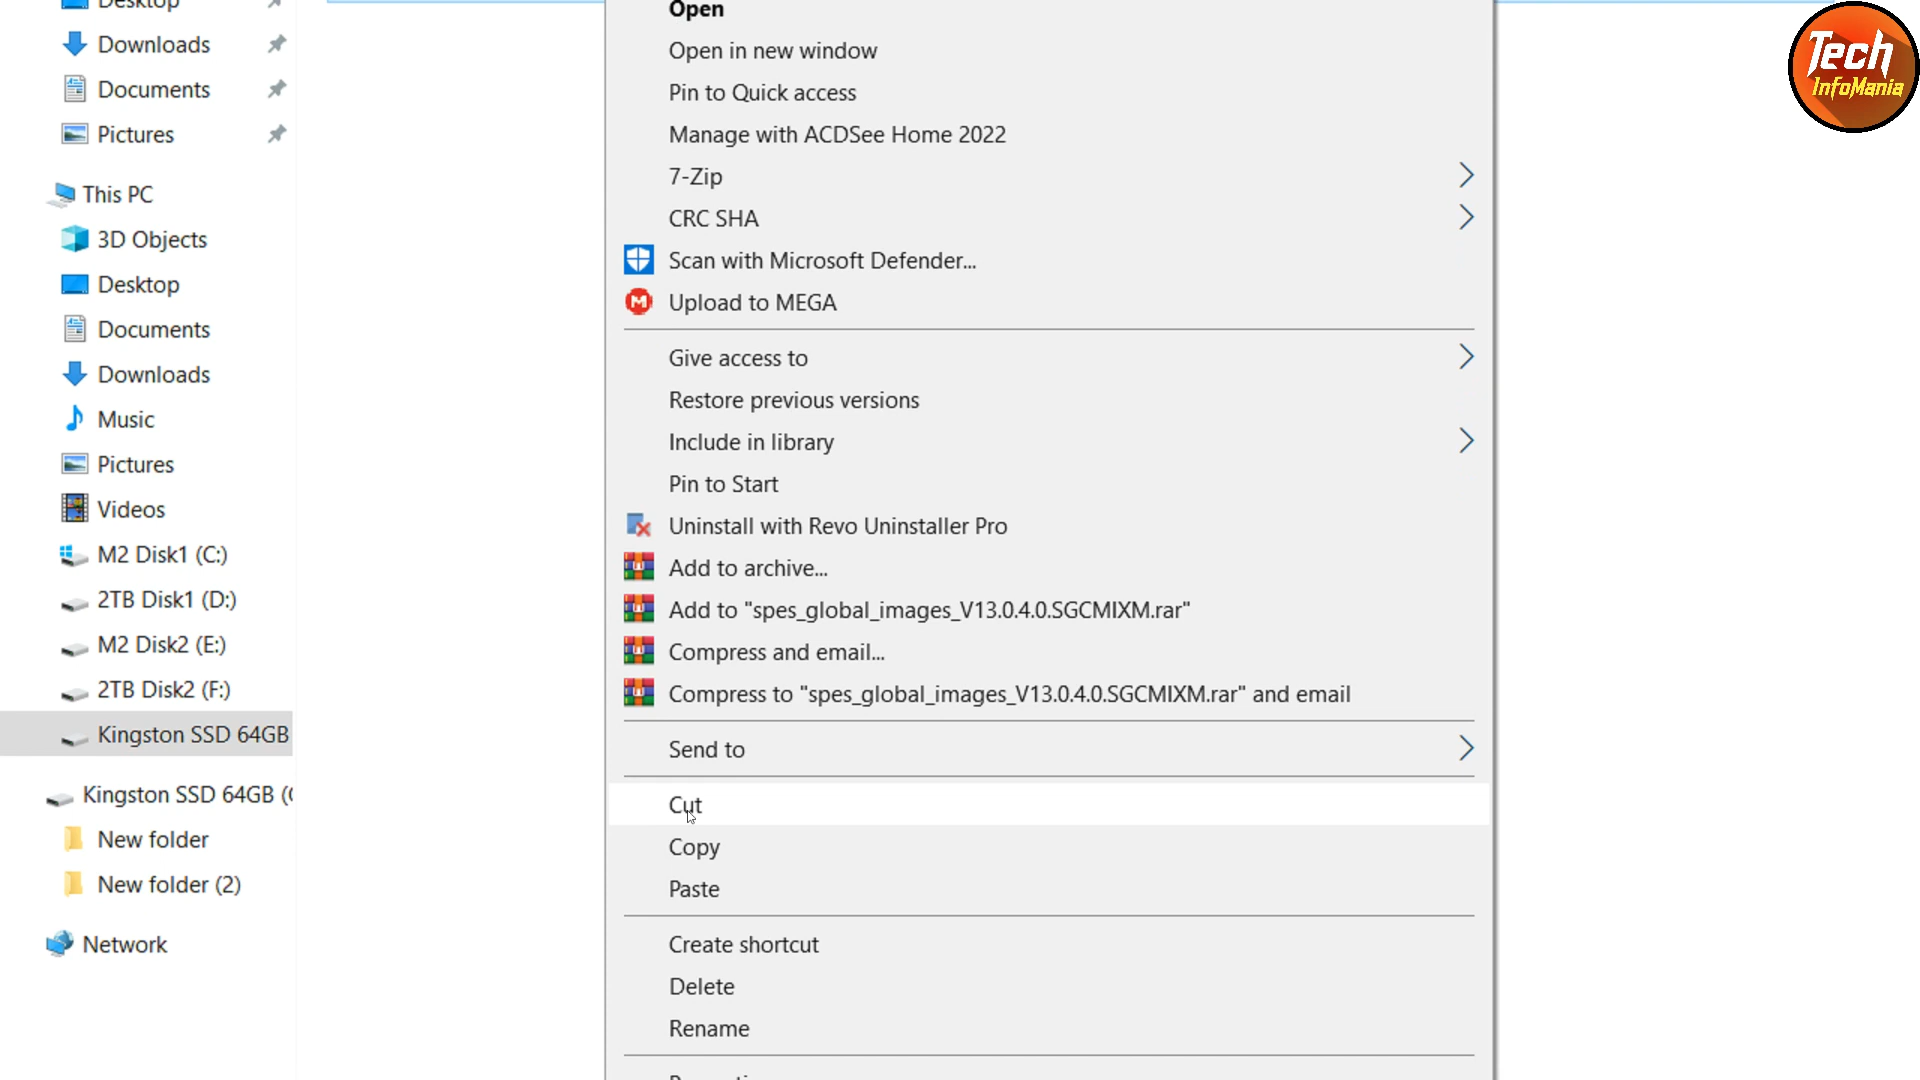 Desktop
Downloads
Documents
Pictures
This PC
3D Objects
Desktop
Documents
Downloads
Music
Pictures
Videos
M2 Disk1 (C:)
2TB Disk1 (D:)
M2 Disk2 (E:)
2TB Disk2 (F:)
Kingston SSD 64GB
Kingston SSD 64GB (
New folder
New folder (2)
Network
Open
Open in new window
Pin to Quick access
Manage with ACDSee Home 2022
7-Zip
CRC SHA
Scan with Microsoft Defender...
Upload to MEGA
Give access to
Restore previous versions
Include in library
Pin to Start
Uninstall with Revo Uninstaller Pro
Add to archive...
Add to "spes_global_images_V13.0.4.0.SGCMIXM.rar"
Compress and email...
Compress to "spes_global_images_V13.0.4.0.SGCMIXM.rar" and email
Send to
Cut
Copy
Paste
Create shortcut
Delete
Rename
Tech
InfoMania